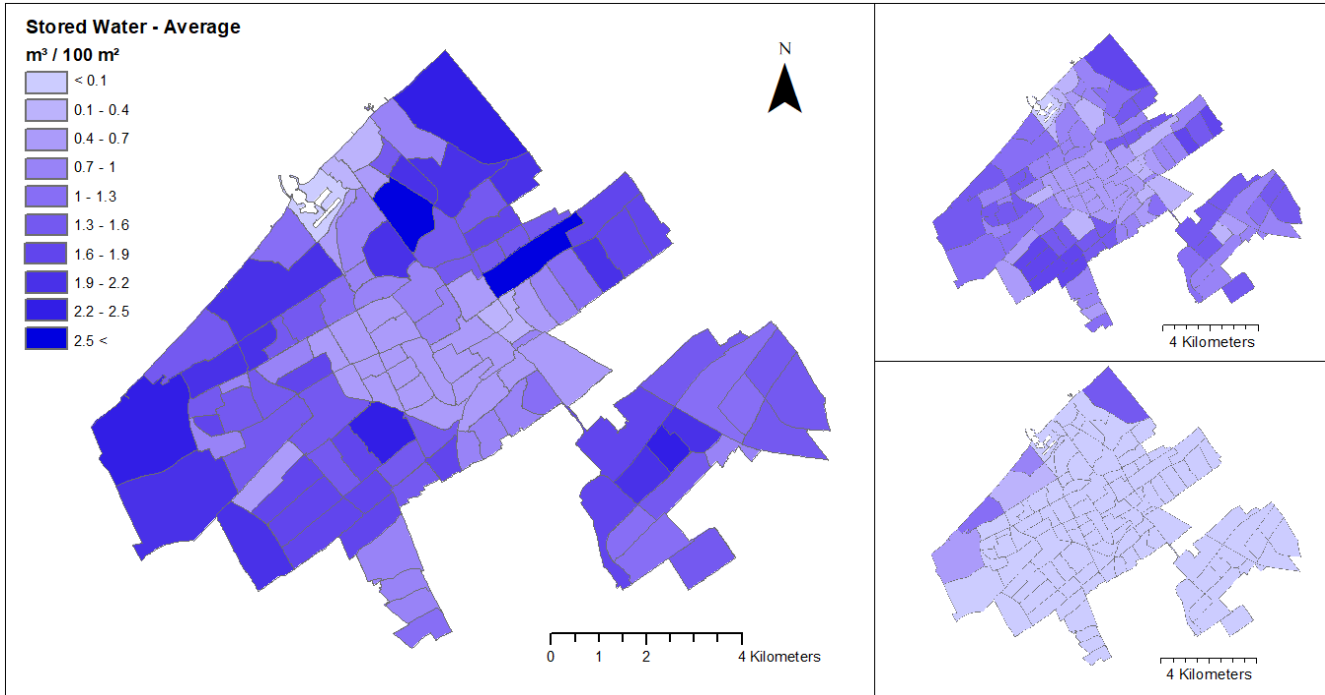 Stored Water - Average
m³ / 100 m²
< 0.1
0.1 - 0.4
0.4 - 0.7
0.7 - 1
1 - 1.3
1.3 - 1.6
1.6 - 1.9
1.9 - 2.2
2.2 - 2.5
2.5 <
N
0 1 2 4 Kilometers
4 Kilometers
4 Kilometers